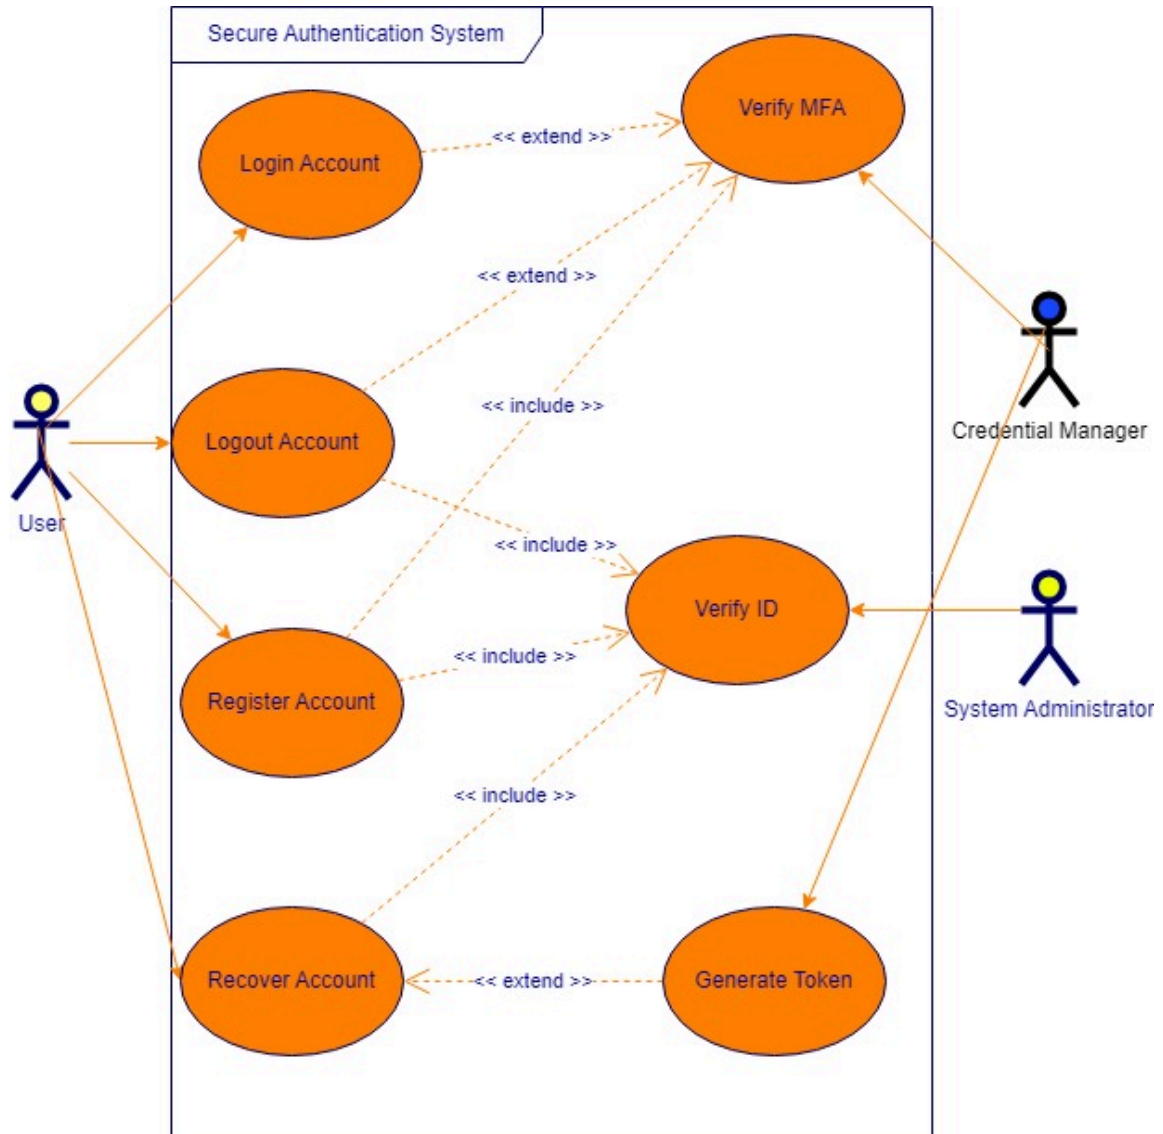 Secure Authentication System
Verify MFA
<< extend >>
Login Account
<< extend >>
<< include >>
Credential Manager
Logout Account
User
<< include >>
Verify ID
<< include >>
Register Account
System Administrator
<< include >>
Recover Account
<< extend >>
Generate Token